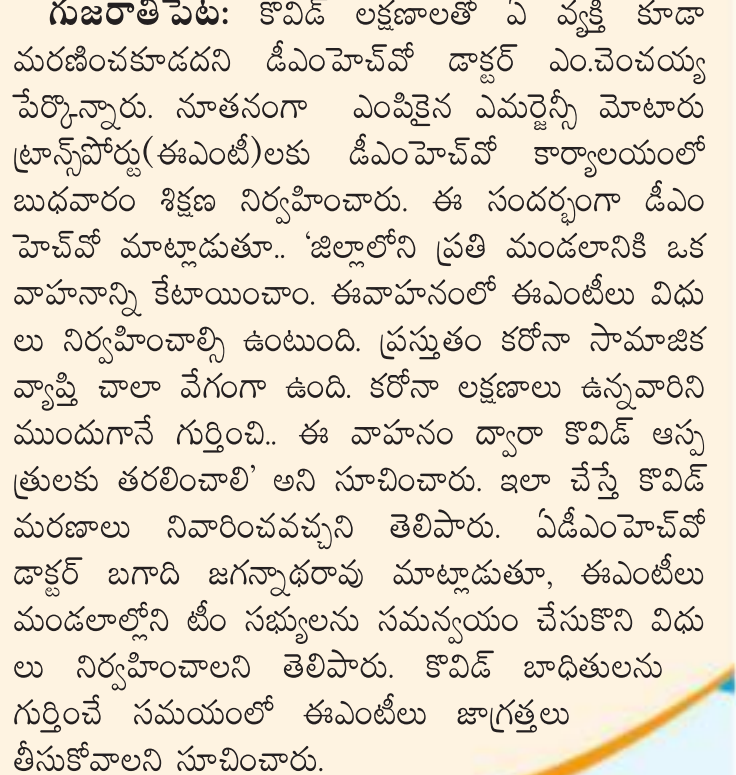 గుజరాతీపేట: కొవిడ్ లక్షణాలతో ఏ వ్యక్తీ కూడా
మరణించకూడదని డీఎంహెచ్‌వో డాక్టర్ ఎం.చెంచయ్య
పేర్కొన్నారు. నూతనంగా ఎంపికైన ఎమర్జెన్సీ మోటారు
ట్రాన్స్‌పోర్టు(ఈఎంటీ)లకు డీఎంహెచ్‌వో కార్యాలయంలో
బుధవారం శిక్షణ నిర్వహించారు. ఈ సందర్భంగా డీఎం
హెచ్‌వో మాట్లాడుతూ.. ‘జిల్లాలోని ప్రతి మండలానికి ఒక
వాహనాన్ని కేటాయించాం. ఈవాహనంలో ఈఎంటీలు విధు
లు నిర్వహించాల్సి ఉంటుంది. ప్రస్తుతం కరోనా సామాజిక
వ్యాప్తి చాలా వేగంగా ఉంది. కరోనా లక్షణాలు ఉన్నవారిని
ముందుగానే గుర్తించి.. ఈ వాహనం ద్వారా కొవిడ్ ఆస్ప
త్రులకు తరలించాలి’ అని సూచించారు. ఇలా చేస్తే కొవిడ్
మరణాలు నివారించవచ్చని తెలిపారు. ఏడీఎంహెచ్‌వో
డాక్టర్ బగాది జగన్నాథరావు మాట్లాడుతూ, ఈఎంటీలు
మండలాల్లోని టీం సభ్యులను సమన్వయం చేసుకొని విధు
లు నిర్వహించాలని తెలిపారు. కొవిడ్ బాధితులను
గుర్తించే సమయంలో ఈఎంటీలు జాగ్రత్తలు
తీసుకోవాలని సూచించారు.